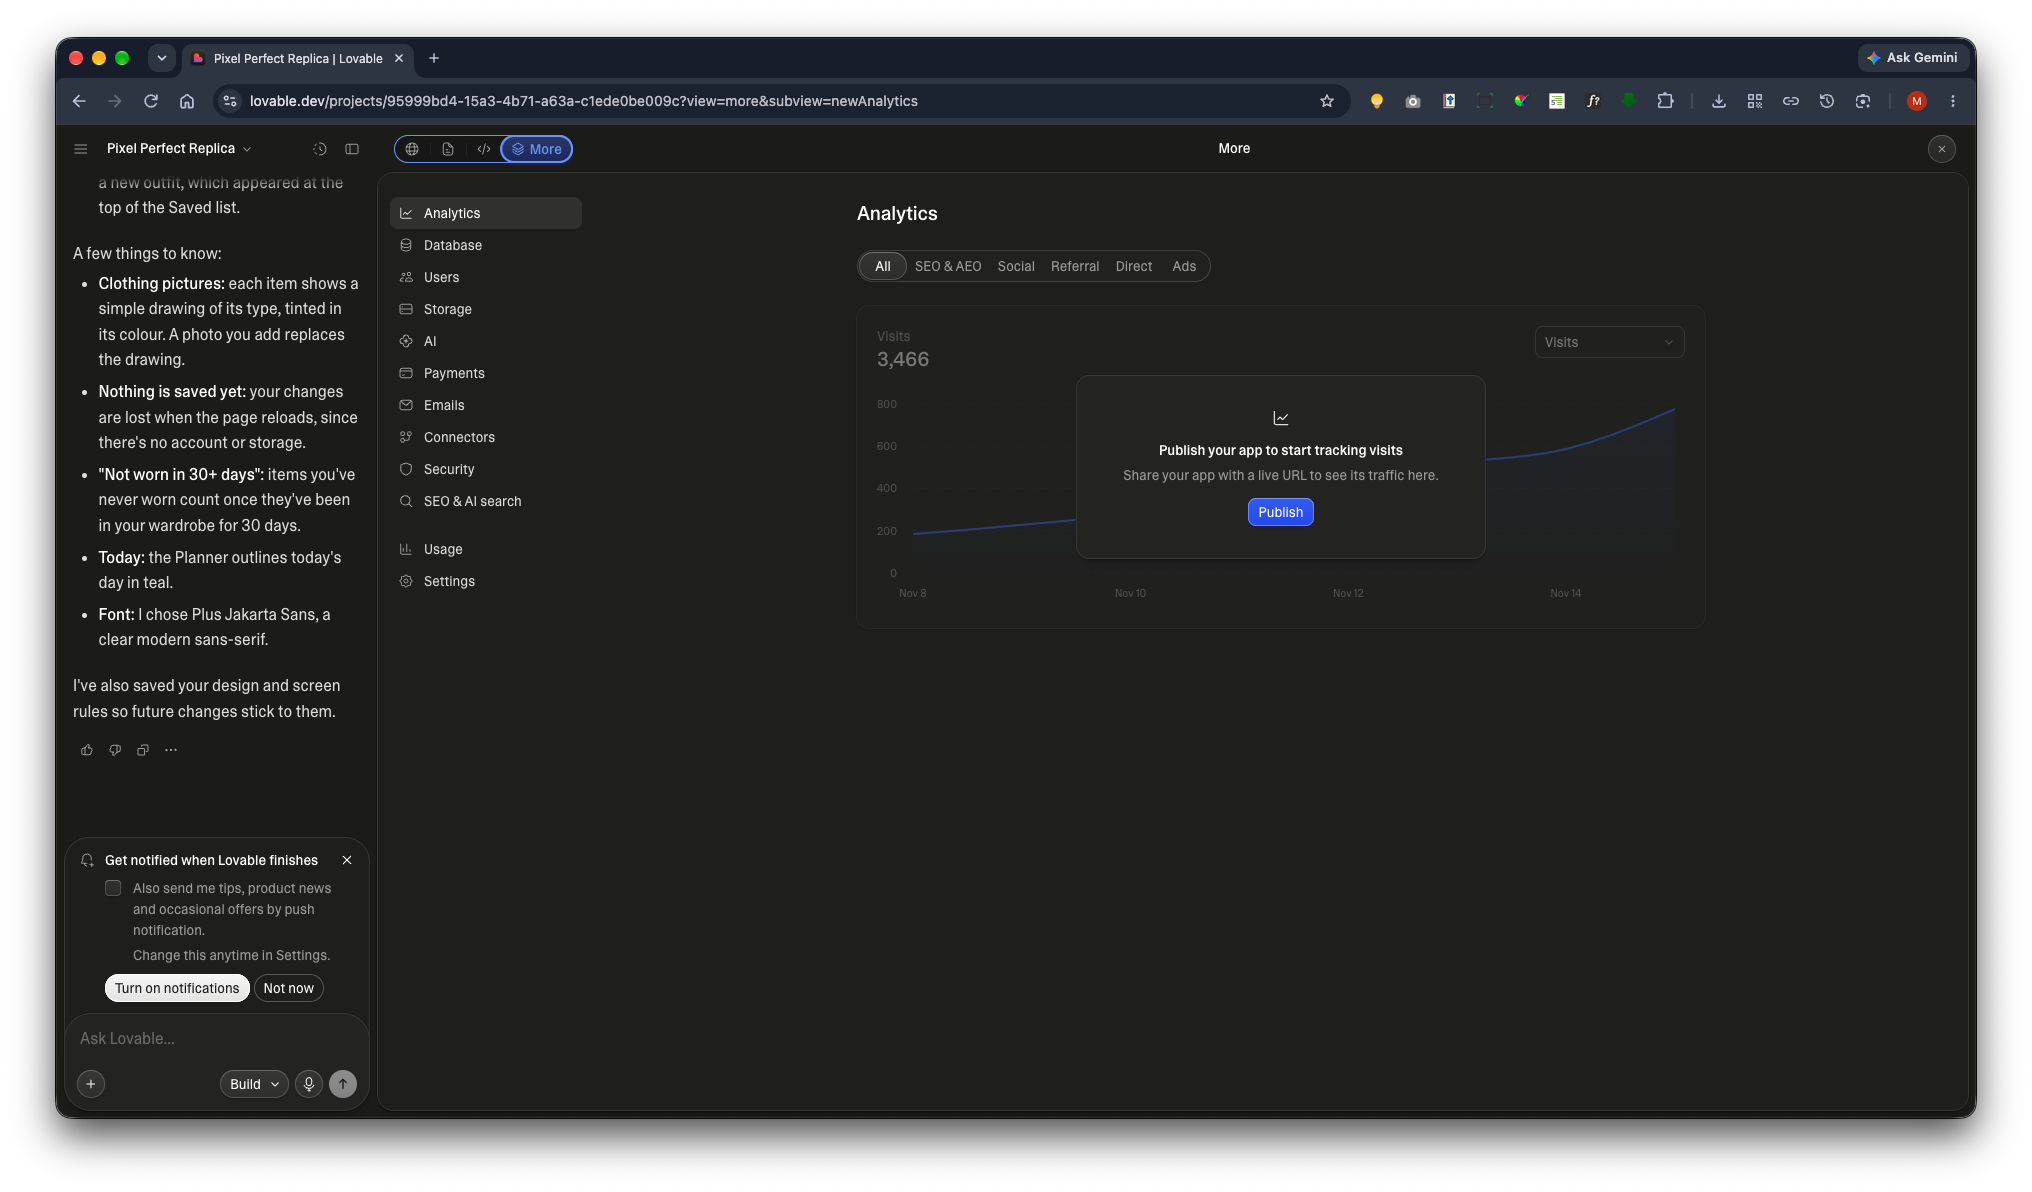 Pixel Perfect Replica | Lovable
Ask Gemini
lovable.dev/projects/95999bd4-15a3-4b71-a63a-c1ede0be009c?view=more&subview=newAnalytics
f?
M
Pixel Perfect Replica
More
More
a new outfit, which appeared at the
top of the Saved list.
A few things to know:
• Clothing pictures: each item shows a
simple drawing of its type, tinted in
its colour. A photo you add replaces
the drawing.
• Nothing is saved yet: your changes
are lost when the page reloads, since
there's no account or storage.
• "Not worn in 30+ days": items you've
never worn count once they've been
in your wardrobe for 30 days.
• Today: the Planner outlines today's
day in teal.
• Font: I chose Plus Jakarta Sans, a
clear modern sans-serif.
I've also saved your design and screen
rules so future changes stick to them.
Get notified when Lovable finishes
Also send me tips, product news
and occasional offers by push
notification.
Change this anytime in Settings.
Turn on notifications
Not now
Ask Lovable...
Build
Analytics
Database
Users
Storage
AI
Payments
Emails
Connectors
Security
SEO & AI search
Usage
Settings
Analytics
All
SEO & AEO
Social
Referral
Direct
Ads
Visits
3,466
Visits
800
600
400
200
0
Nov 8
Nov 10
Nov 12
Nov 14
Publish your app to start tracking visits
Share your app with a live URL to see its traffic here.
Publish